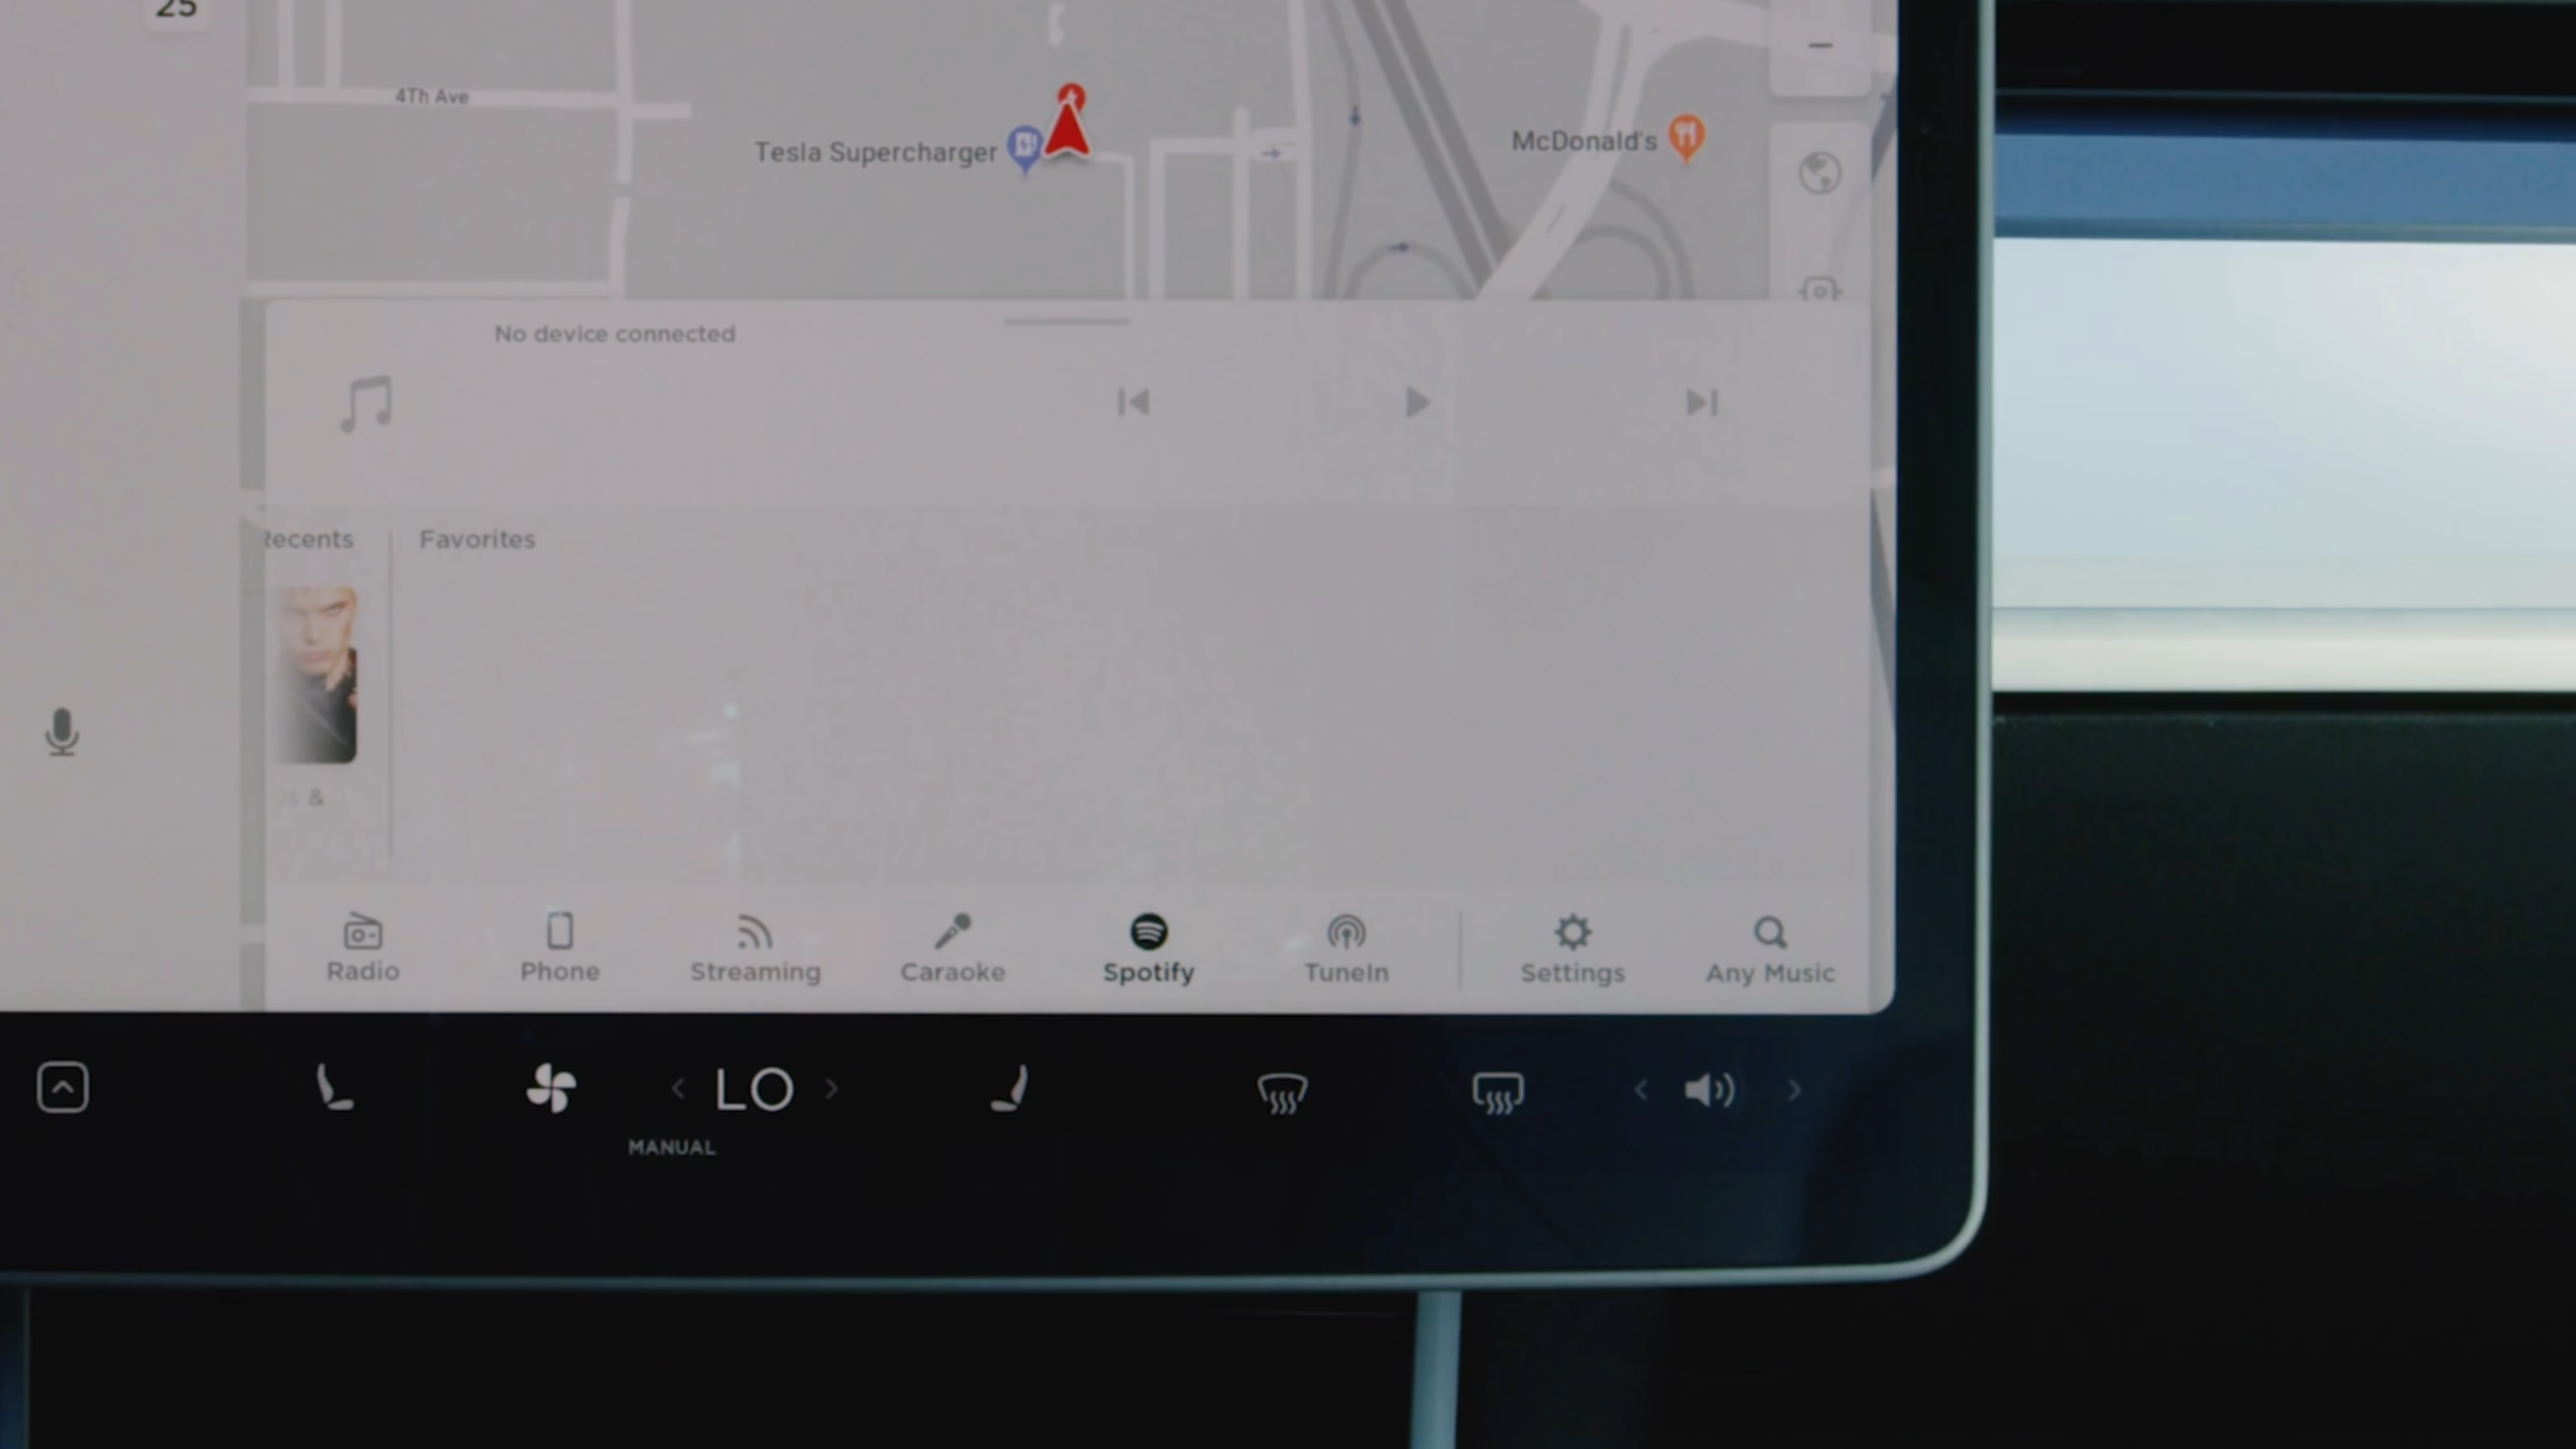 25
4Th Ave
Tesla Supercharger
McDonald's
No device connected
Recents
Favorites
&
Radio
Phone
Streaming
Caraoke
Spotify
TuneIn
Settings
Any Music
LO
MANUAL